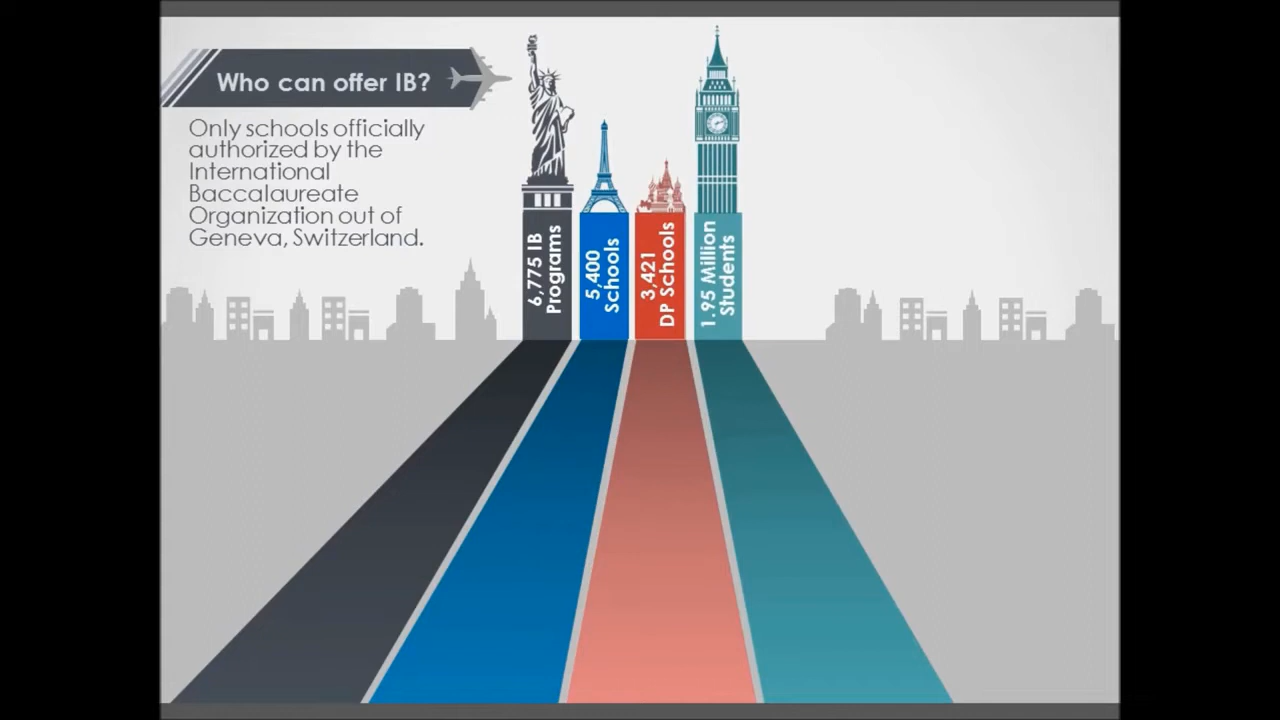 Who can offer IB?
Only schools officially
authorized by the
International
Baccalaureate
Organization out of
Geneva, Switzerland.
6,775 IB
Programs
5,400
Schools
3,421
DP Schools
1.95 Million
Students